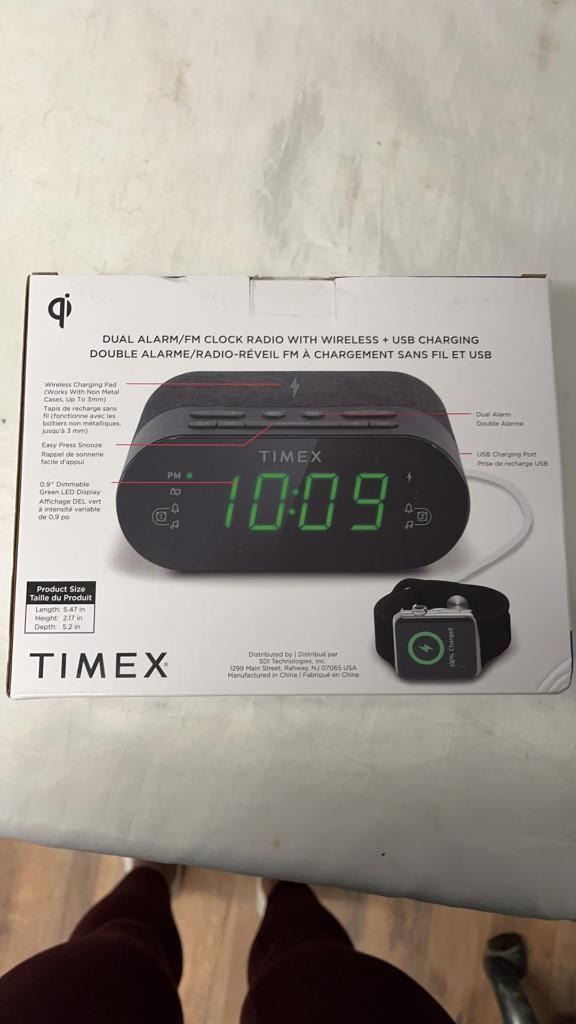 qi
DUAL ALARM/FM CLOCK RADIO WITH WIRELESS + USB CHARGING
DOUBLE ALARME/RADIO-RÉVEIL FM À CHARGEMENT SANS FIL ET USB
Wireless Charging Pad
(Works With Non Metal
Cases, Up To 3mm)
Tapis de recharge sans
fil (fonctionne avec les
boîtiers non métalliques,
jusqu'à 3 mm)
Easy Press Snooze
Rappel de sonnerie
facile d'appui
0.9" Dimmable
Green LED Display
Affichage DEL vert
à intensité variable
de 0,9 po
Dual Alarm
Double Alarme
USB Charging Port
Prise de recharge USB
TIMEX
PM
10:09
1
2
100% Charged
Product Size
Taille du Produit
Length: 5.47 in
Height: 2.17 in
Depth: 5.2 in
TIMEX®
Distributed by | Distribué par
SDI Technologies, Inc.
1299 Main Street, Rahway, NJ 07065 USA
Manufactured in China | Fabriqué en Chine